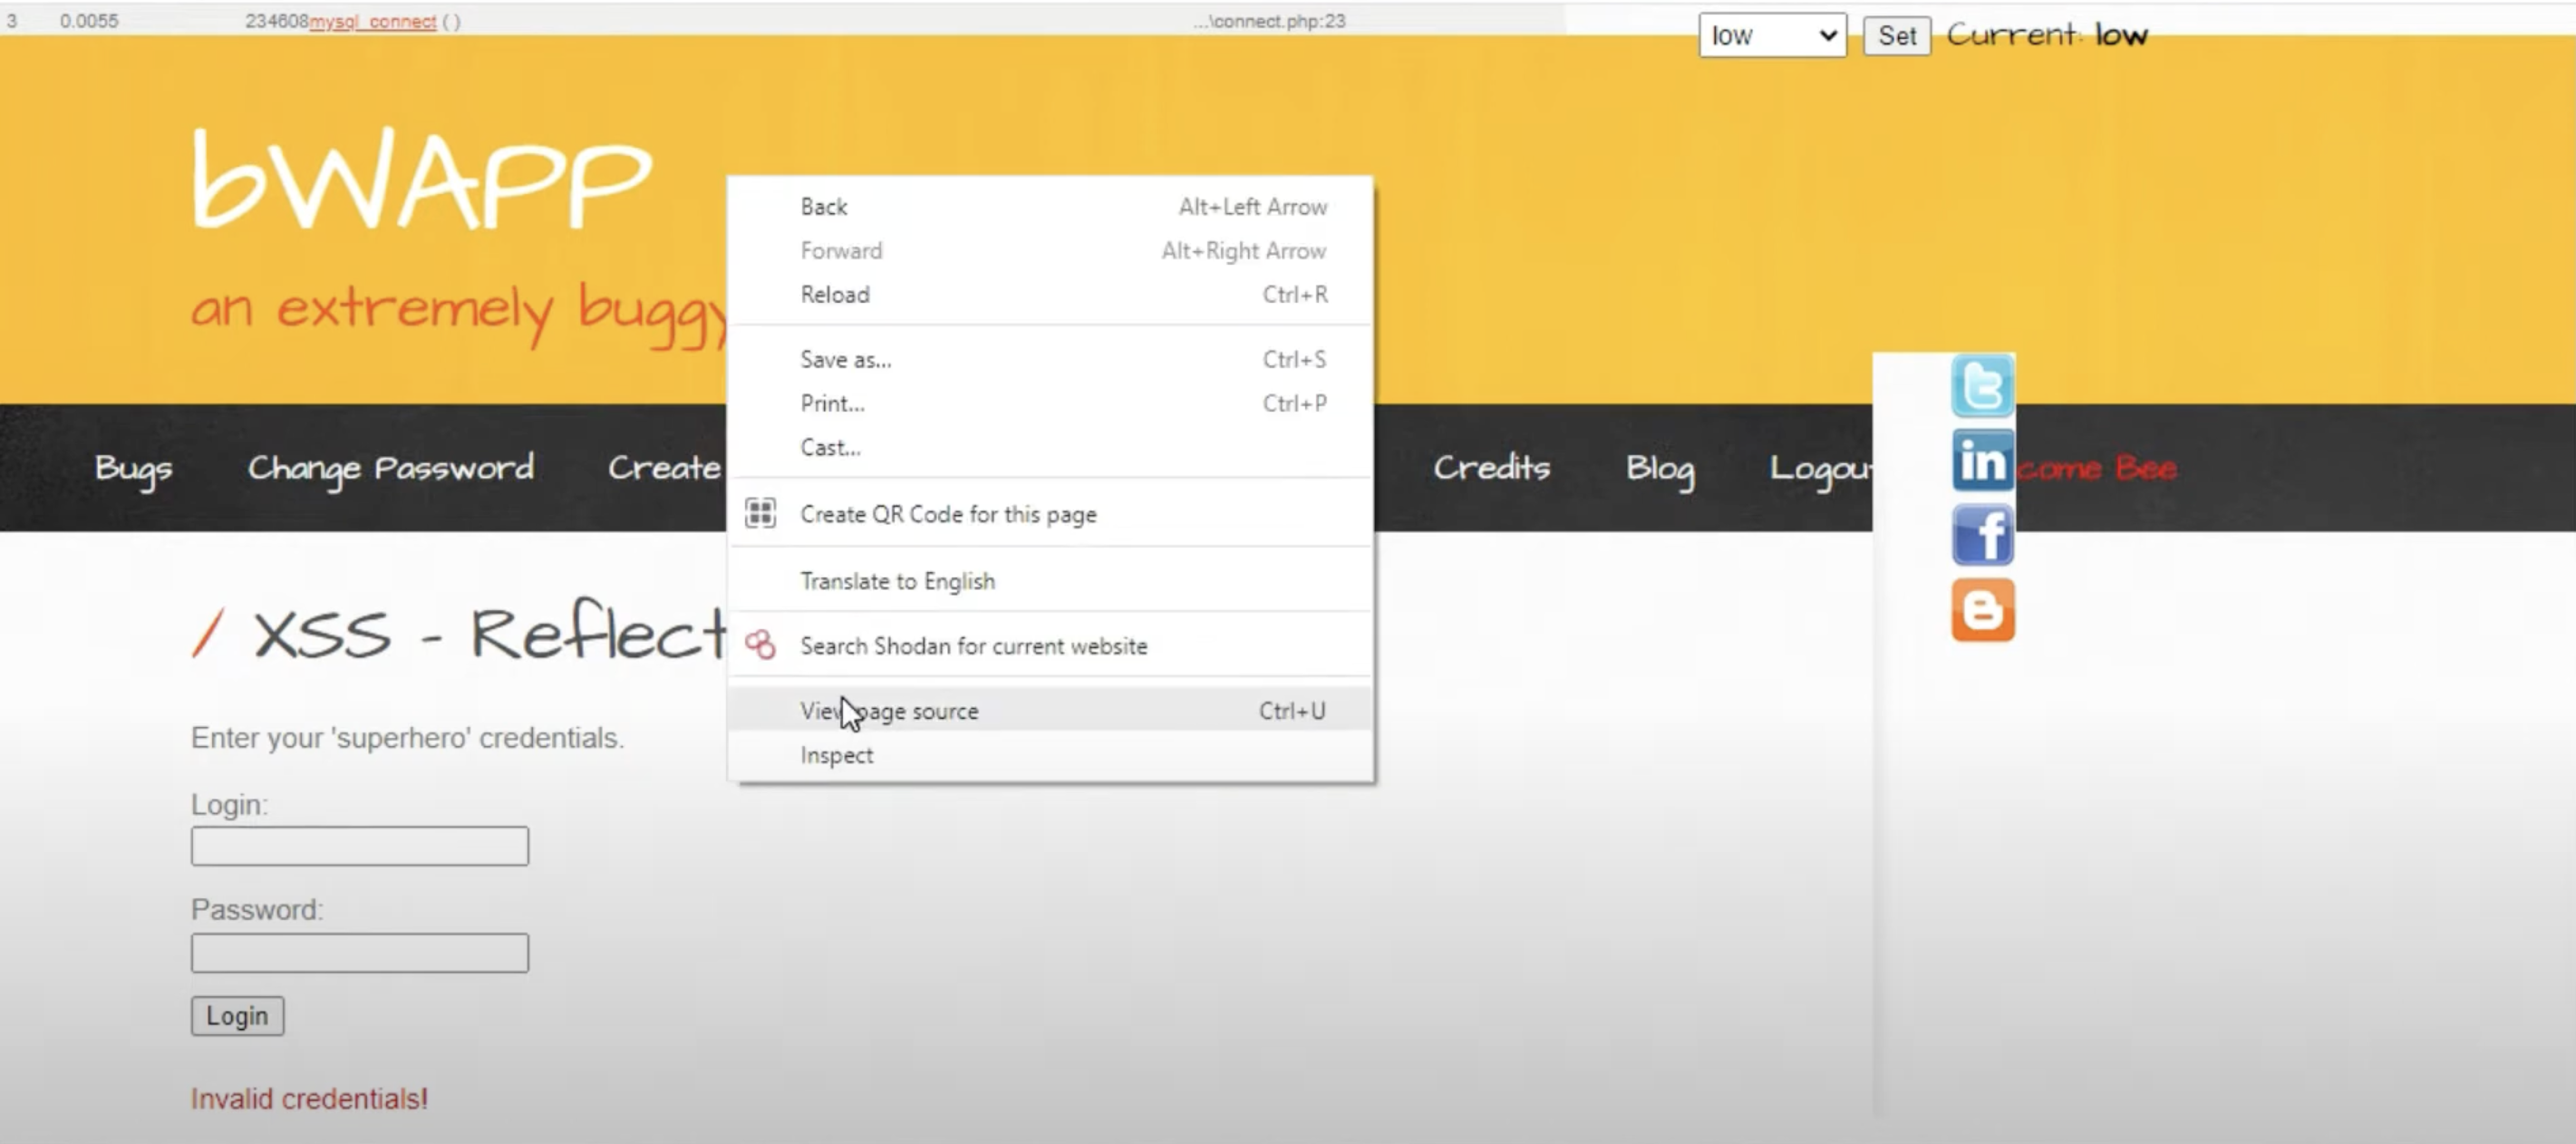 3 0.0055 234608mysql_connect ( ) ...\connect.php:23
low Set Current: low
bWAPP
an extremely buggy
Back Alt+Left Arrow
Forward Alt+Right Arrow
Reload Ctrl+R
Save as... Ctrl+S
Print... Ctrl+P
Cast...
Create QR Code for this page
Translate to English
Search Shodan for current website
View page source Ctrl+U
Inspect
Bugs Change Password Create Credits Blog Logou come Bee
/ XSS - Reflect
Enter your 'superhero' credentials.
Login:
Password:
Login
Invalid credentials!
t
in
f
B